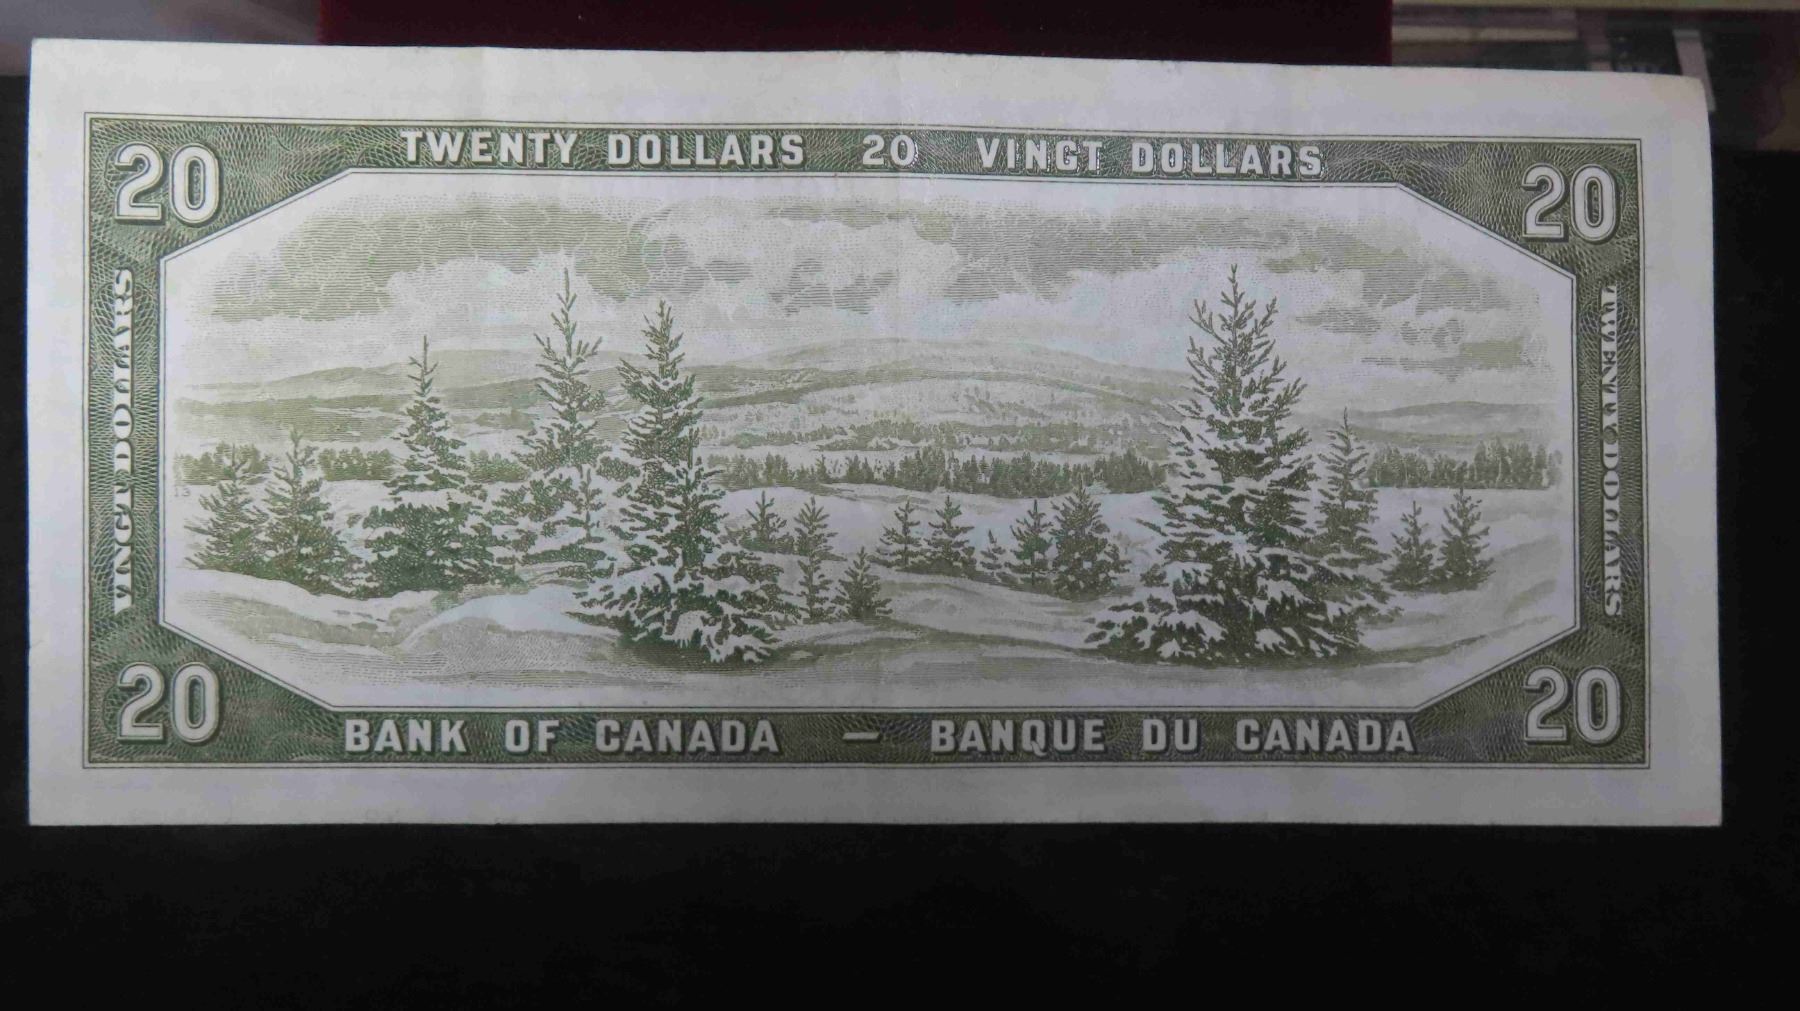 20 TWENTY DOLLARS 20 VINGT DOLLARS 20
VINGT DOLLARS
TWENTY DOLLARS
20 BANK OF CANADA — BANQUE DU CANADA 20